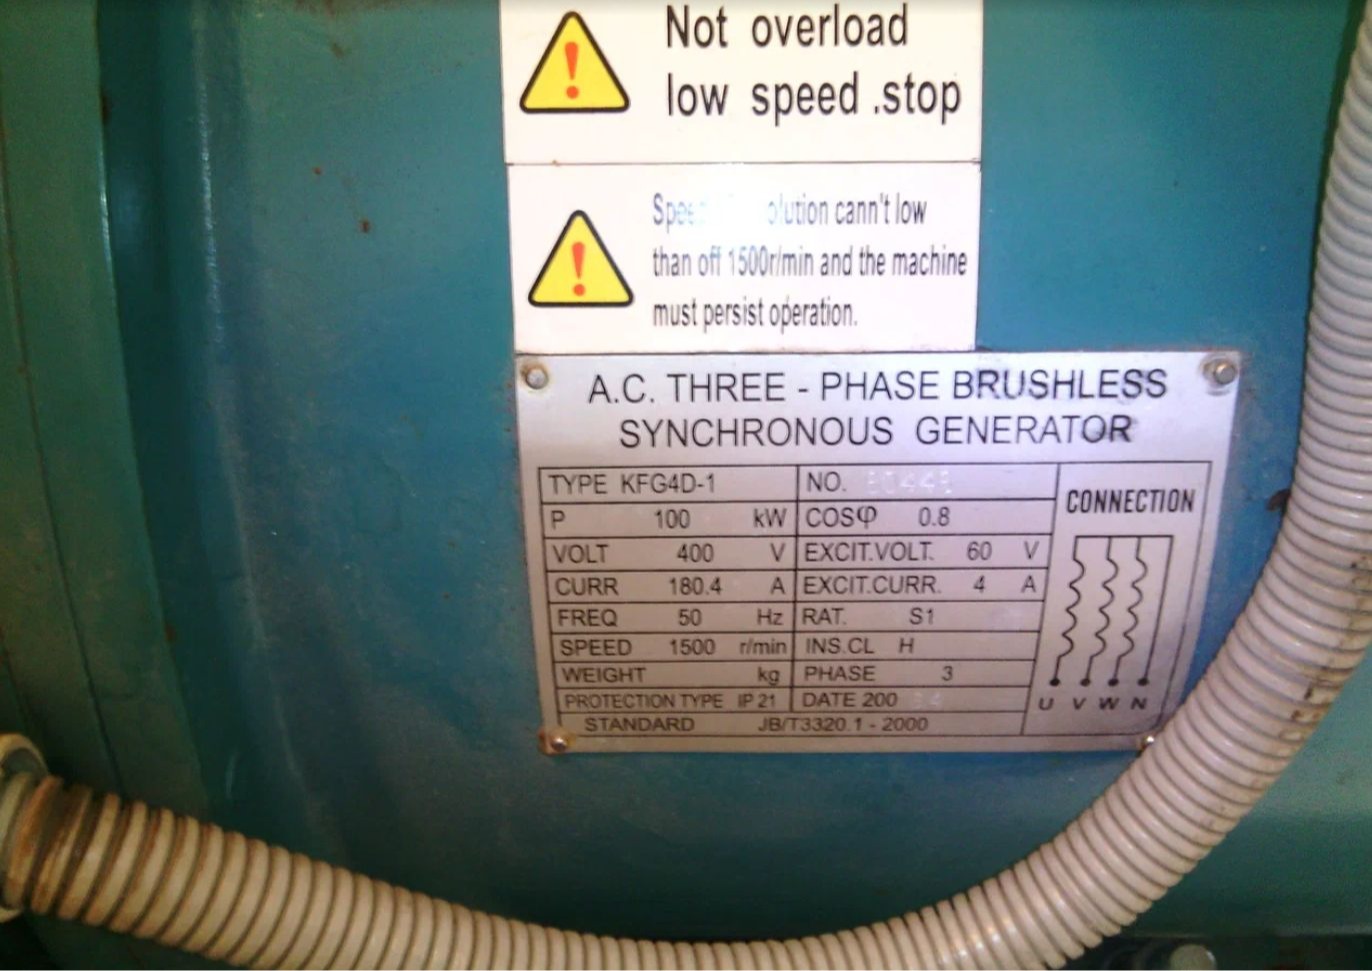 Not overload
low speed .stop
cann't low
than off 1500r/min and the machine
must persist operation.
A.C. THREE - PHASE BRUSHLESS
SYNCHRONOUS GENERATOR
TYPE KFG4D-1 NO.
P 100 kW COSφ 0.8
VOLT 400 V EXCIT.VOLT. 60 V
CURR 180.4 A EXCIT.CURR. 4 A
FREQ 50 Hz RAT. S1
SPEED 1500 r/min INS.CL H
WEIGHT kg PHASE 3
PROTECTION TYPE IP 21 DATE 200
STANDARD JB/T3320.1 - 2000
CONNECTION
U V W N